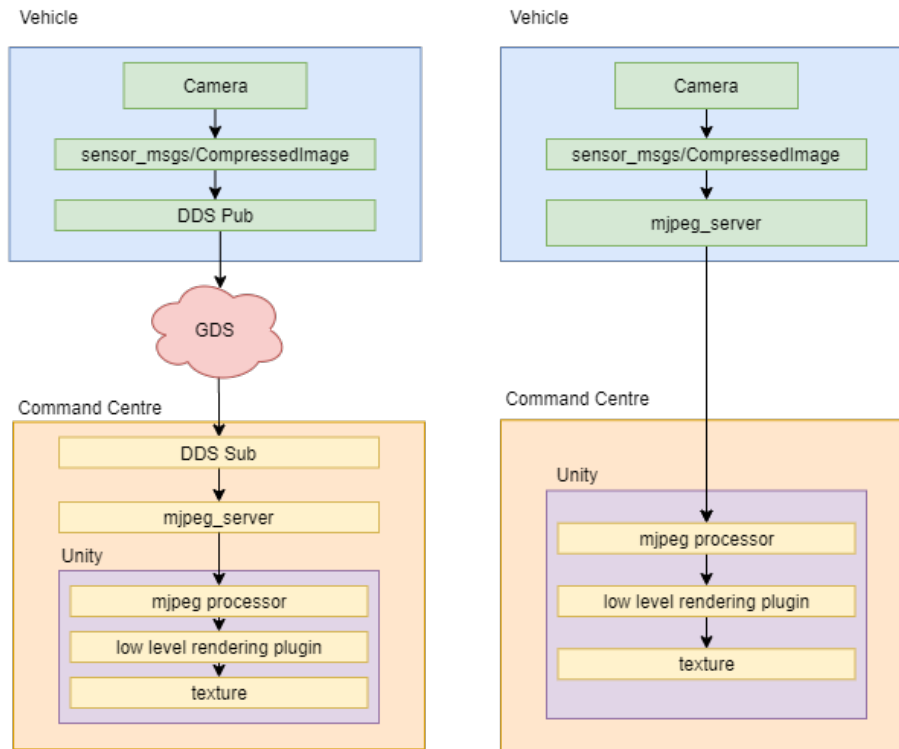 Vehicle
Camera
sensor_msgs/CompressedImage
DDS Pub
GDS
Command Centre
DDS Sub
mjpeg_server
Unity
mjpeg processor
low level rendering plugin
texture
Vehicle
Camera
sensor_msgs/CompressedImage
mjpeg_server
Command Centre
Unity
mjpeg processor
low level rendering plugin
texture